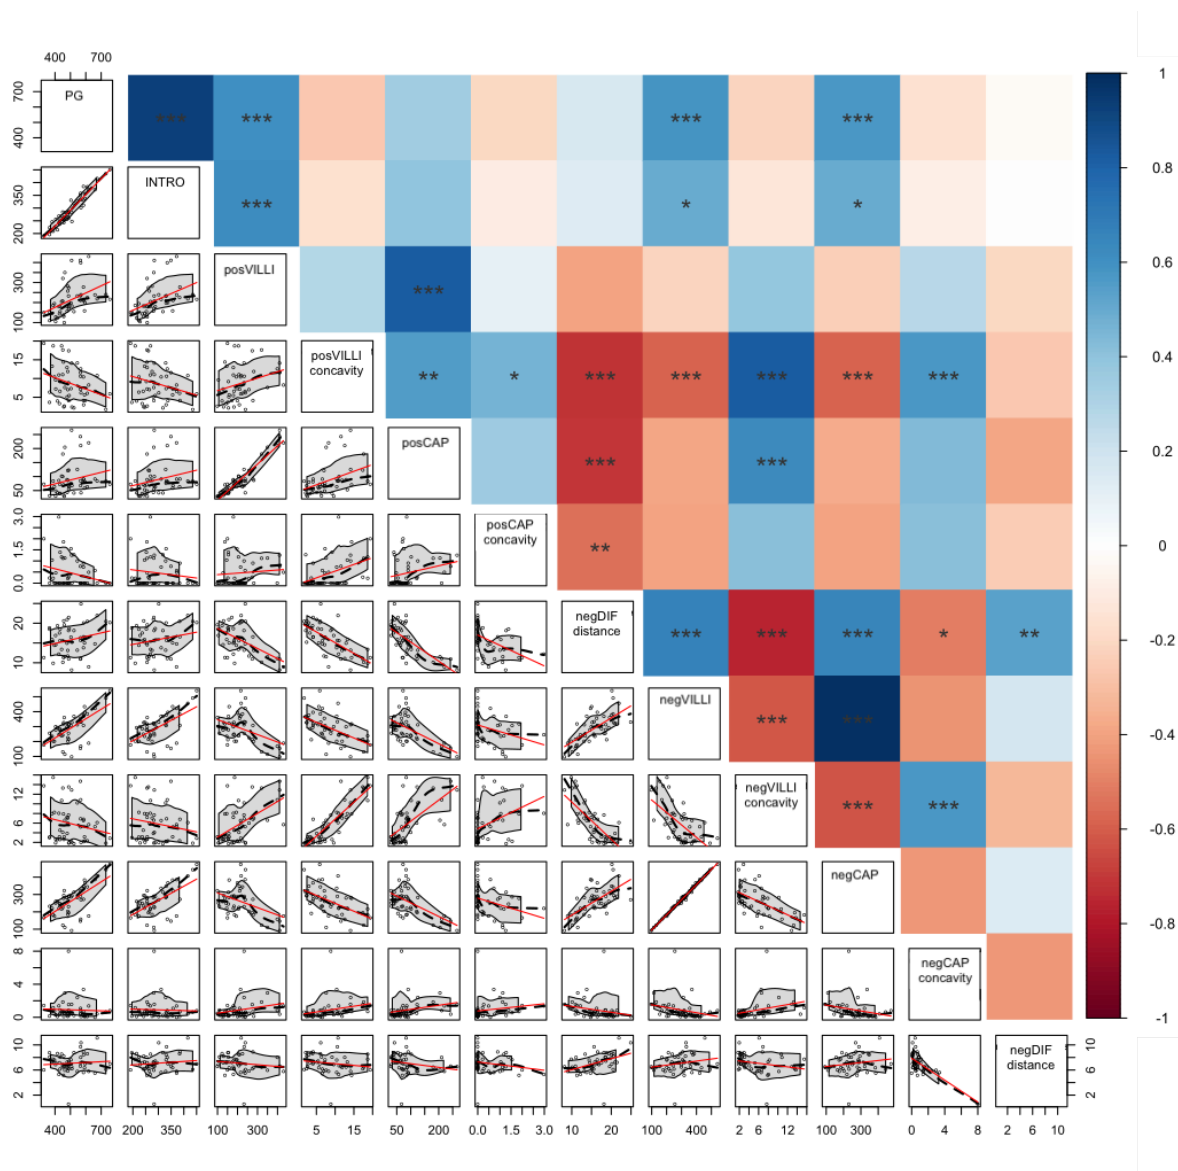 400 700
700
400
PG
*** *** *** ***
1
0.8
350
200
INTRO
*** * *
300
100
posVILLI
***
0.6
15
5
posVILLI
concavity
** * *** *** *** *** ***
0.4
200
50
posCAP
*** ***
0.2
3.0
1.5
0.0
posCAP
concavity
**
0
20
10
negDIF
distance
*** *** *** * **
-0.2
400
100
negVILLI
*** ***
-0.4
12
6
2
negVILLI
concavity
*** ***
-0.6
300
100
negCAP
-0.8
8
4
0
negCAP
concavity
-1
10
6
2
negDIF
distance
10
6
2
400 700 200 350 100 300 5 15 50 200 0.0 1.5 3.0 10 20 100 400 2 6 12 100 300 0 4 8 2 6 10